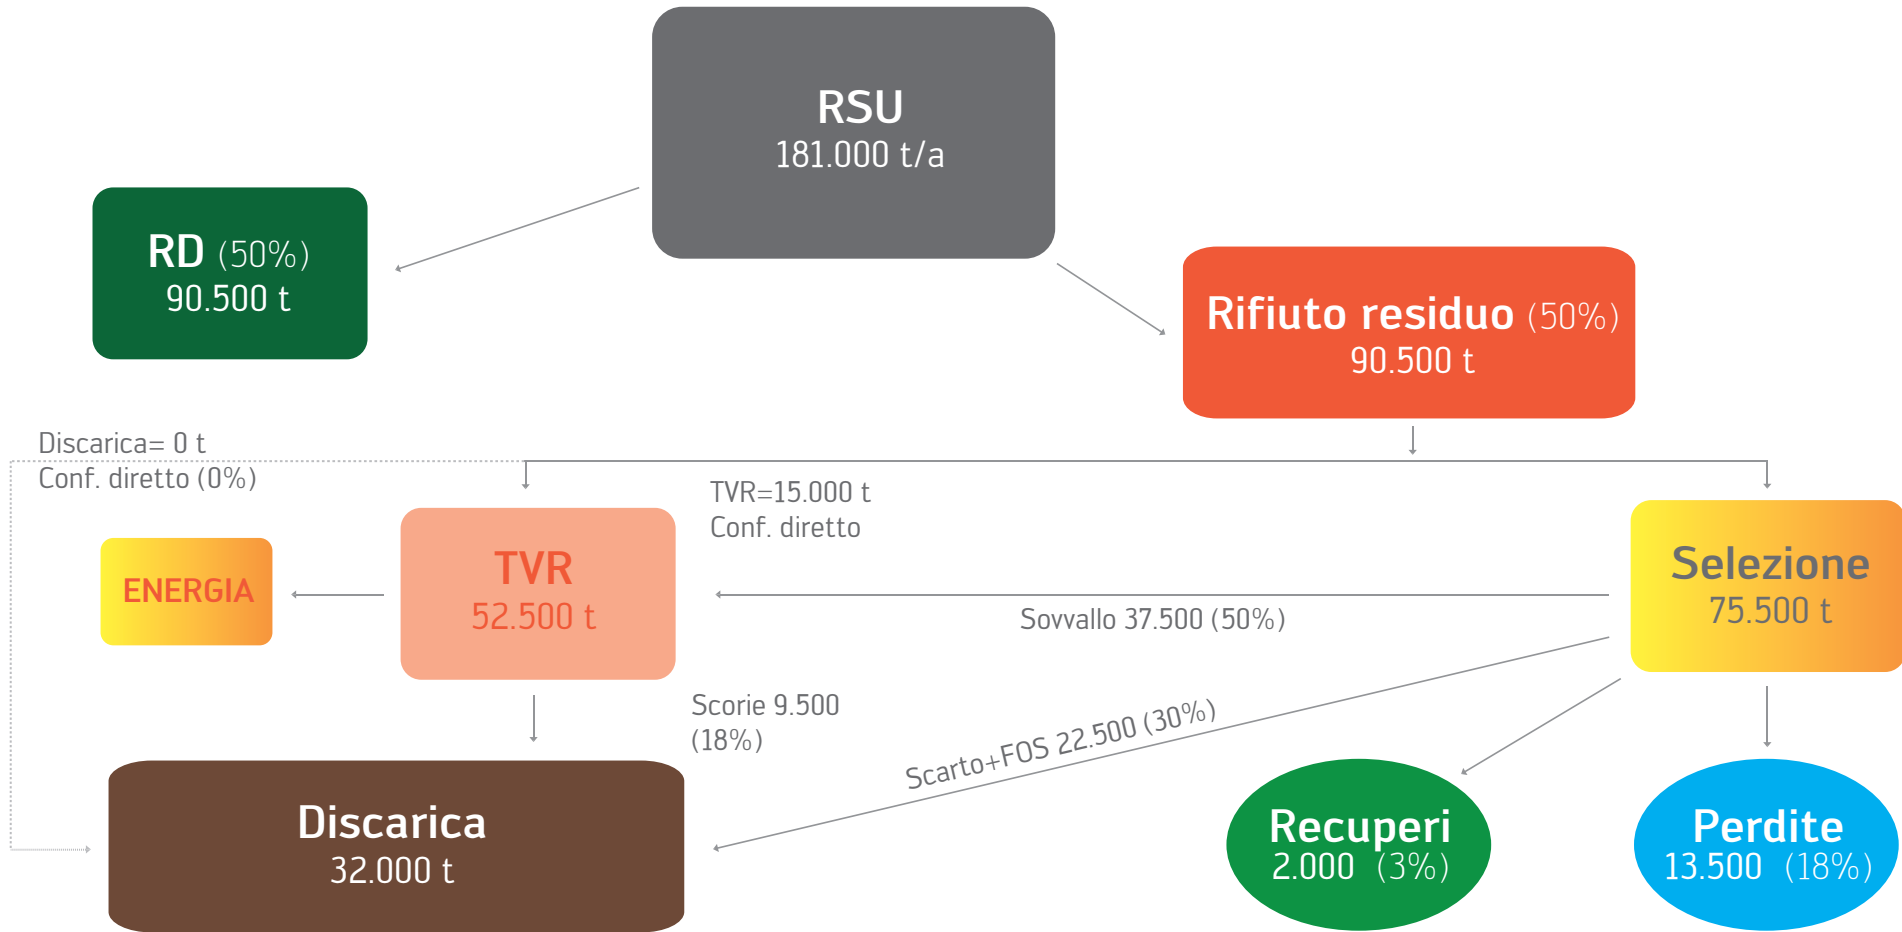 RSU
181.000 t/a
RD (50%)
90.500 t
Rifiuto residuo (50%)
90.500 t
Discarica= 0 t
Conf. diretto (0%)
TVR=15.000 t
Conf. diretto
ENERGIA
TVR
52.500 t
Selezione
75.500 t
Sovvallo 37.500 (50%)
Scorie 9.500
(18%)
Scarto+FOS 22.500 (30%)
Discarica
32.000 t
Recuperi
2.000 (3%)
Perdite
13.500 (18%)